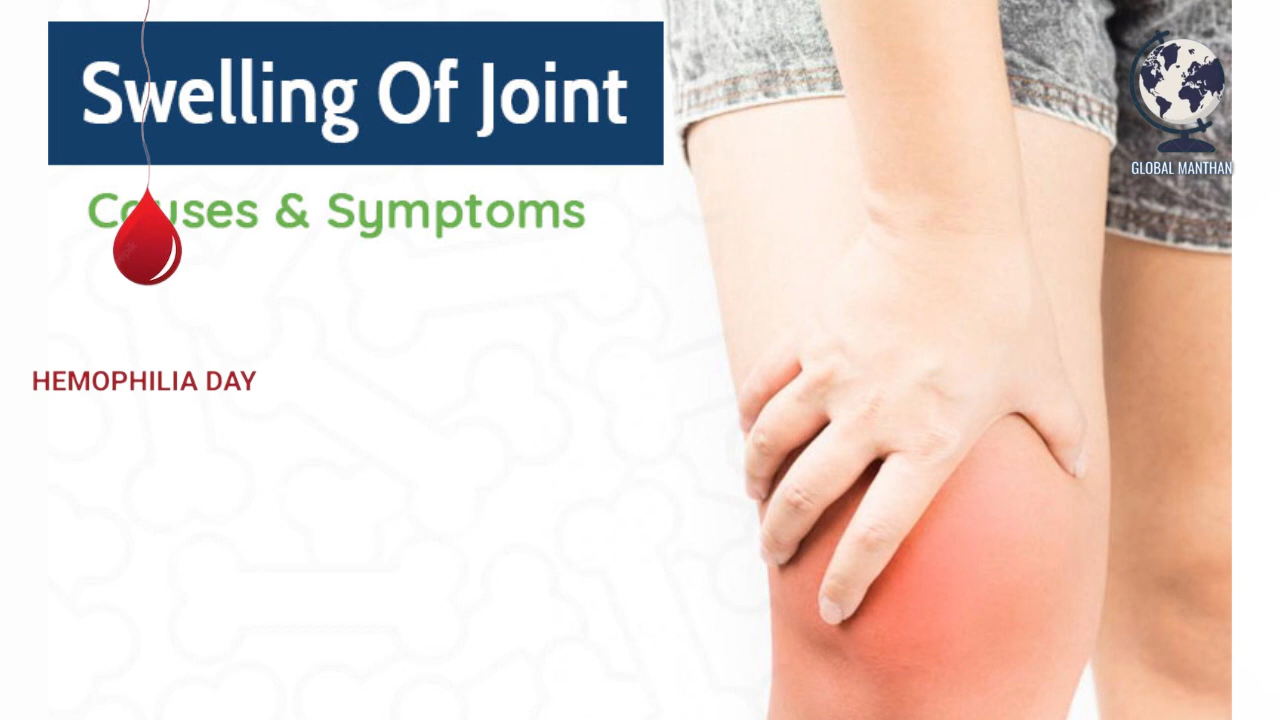 Swelling Of Joint
Causes & Symptoms
HEMOPHILIA DAY
GLOBAL MANTHAN